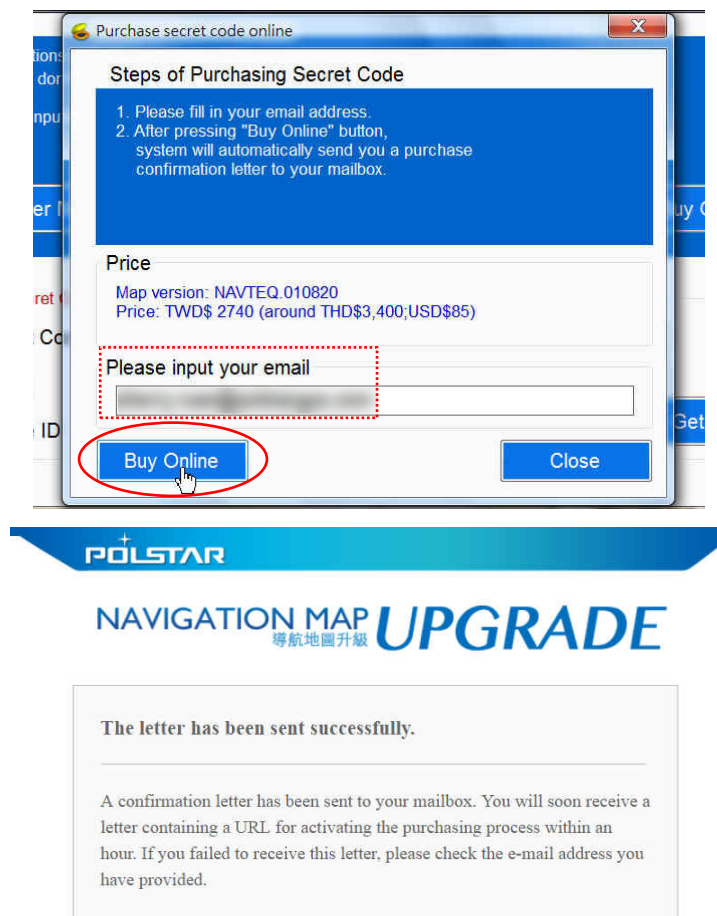 Purchase secret code online
X
Steps of Purchasing Secret Code
1. Please fill in your email address.
2. After pressing "Buy Online" button,
system will automatically send you a purchase
confirmation letter to your mailbox.
Price
Map version: NAVTEQ.010820
Price: TWD$ 2740 (around THD$3,400;USD$85)
Please input your email
Buy Online
Close
ret
ID
Get
POLSTAR
NAVIGATION MAP UPGRADE
導航地圖升級
The letter has been sent successfully.
A confirmation letter has been sent to your mailbox. You will soon receive a
letter containing a URL for activating the purchasing process within an
hour. If you failed to receive this letter, please check the e-mail address you
have provided.